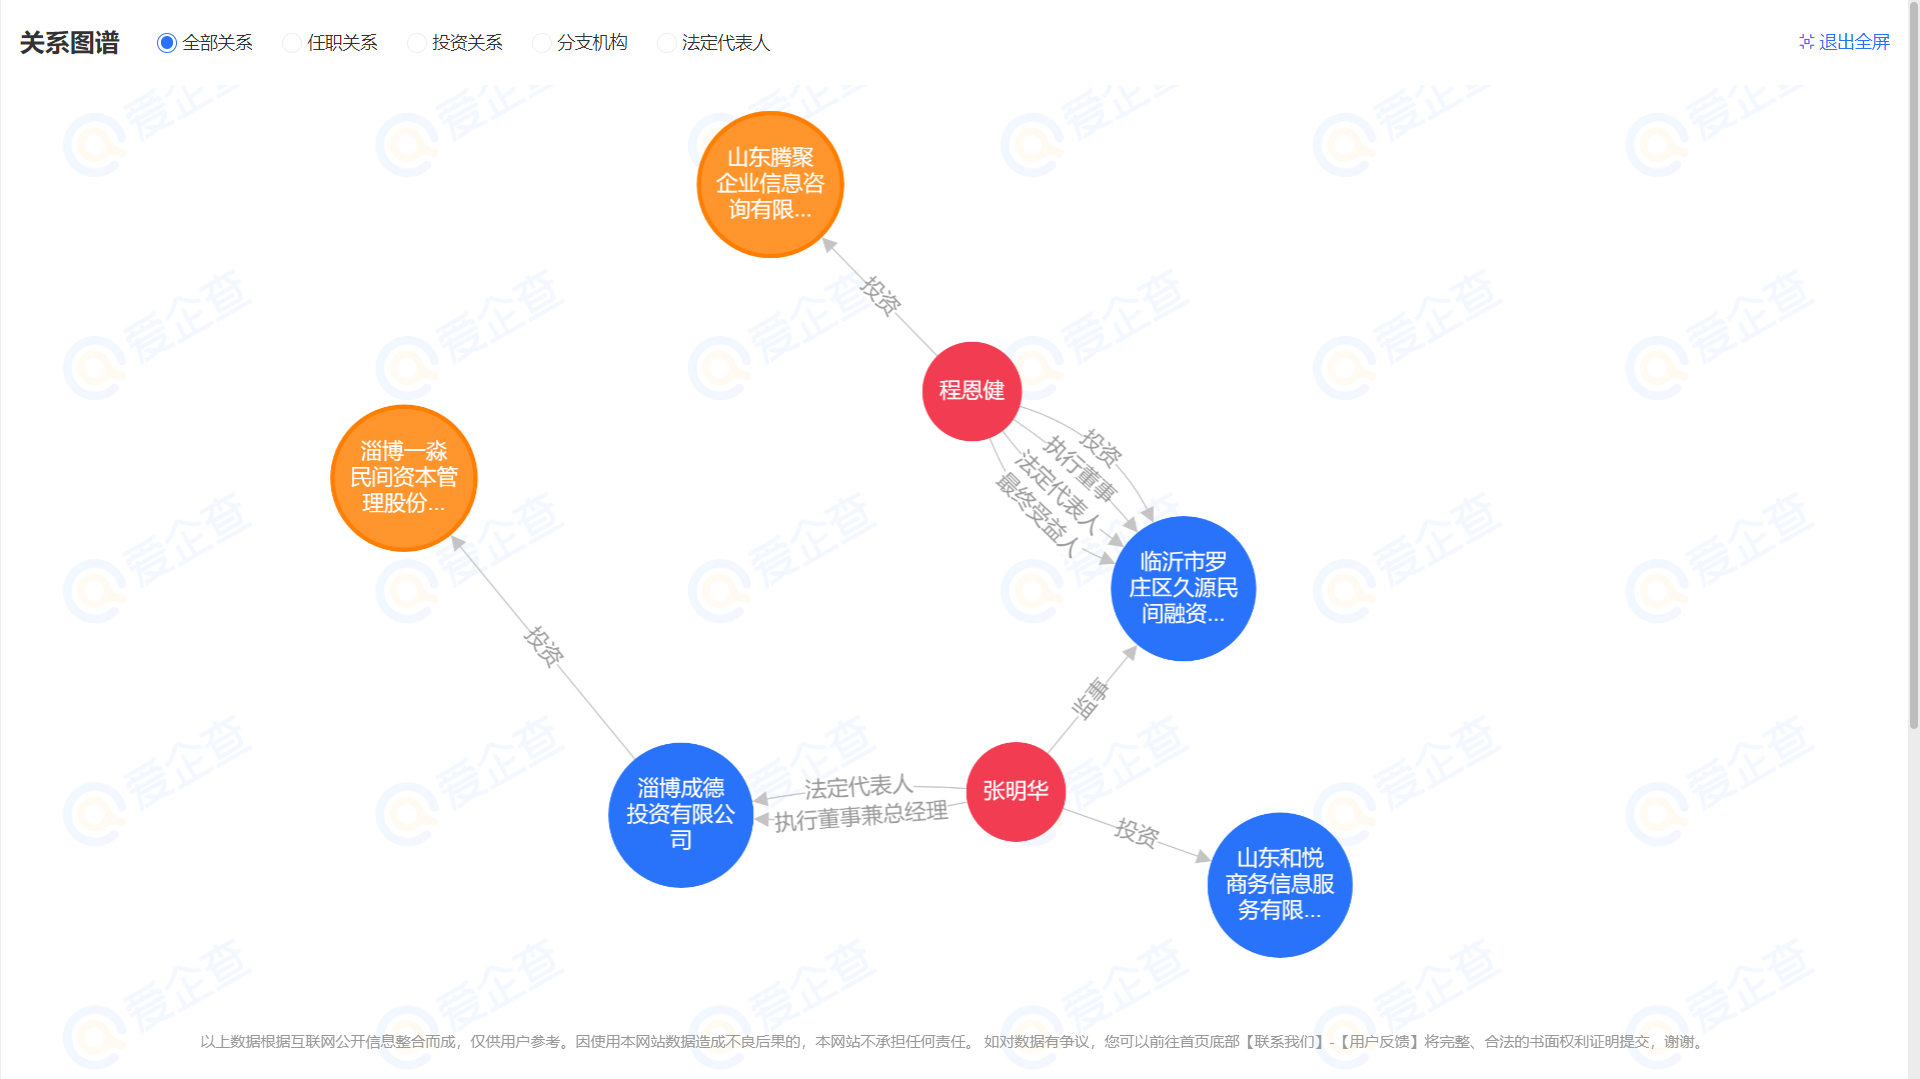 关系图谱
全部关系
任职关系
投资关系
分支机构
法定代表人
退出全屏
山东腾聚
企业信息咨
询有限...
投资
程恩健
淄博一淼
民间资本管
理股份...
投资
执行董事
法定代表人
最终受益人
临沂市罗
庄区久源民
间融资...
投资
监事
淄博成德
投资有限公
司
法定代表人
执行董事兼总经理
张明华
投资
山东和悦
商务信息服
务有限...
以上数据根据互联网公开信息整合而成，仅供用户参考。因使用本网站数据造成不良后果的，本网站不承担任何责任。 如对数据有争议，您可以前往首页底部【联系我们】-【用户反馈】将完整、合法的书面权利证明提交，谢谢。
爱企查